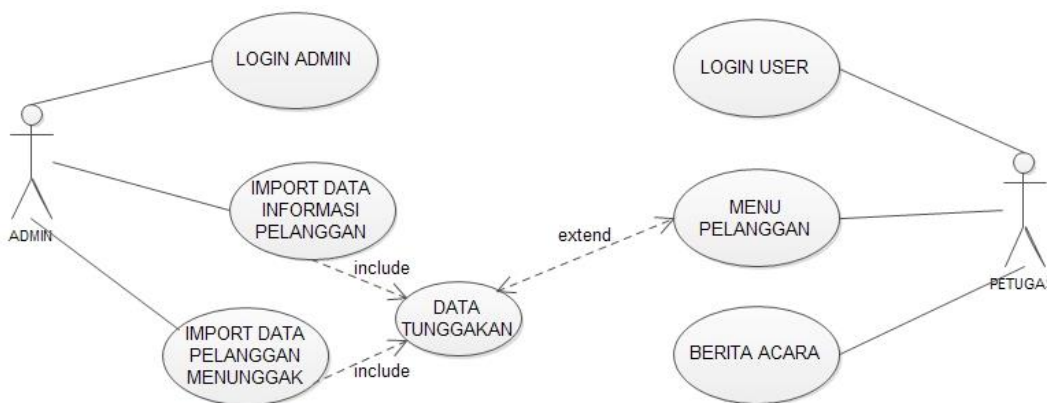 LOGIN ADMIN
LOGIN USER
IMPORT DATA
INFORMASI
PELANGGAN
MENU
PELANGGAN
ADMIN
extend
include
PETUGA
DATA
TUNGGAKAN
IMPORT DATA
PELANGGAN
MENUNGGAK
include
BERITA ACARA